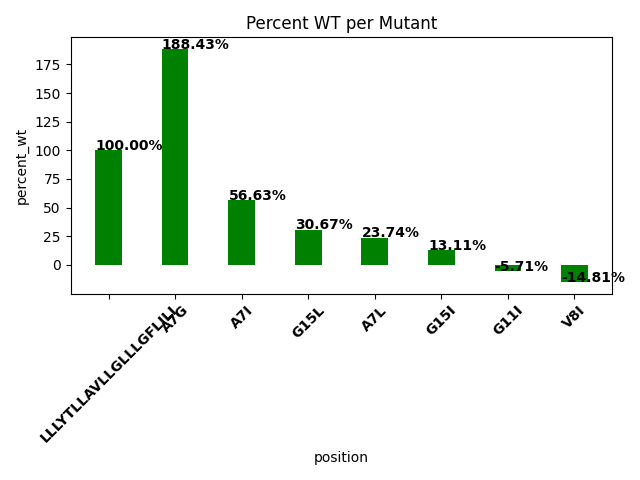 Percent WT per Mutant
percent_wt
175
150
125
100
75
50
25
0
100.00%
188.43%
56.63%
30.67%
23.74%
13.11%
-5.71%
-14.81%
A7G
A7I
G15L
A7L
G15I
G11I
V8I
position